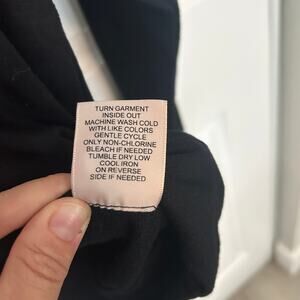 TURN GARMENT
INSIDE OUT
MACHINE WASH COLD
WITH LIKE COLORS
GENTLE CYCLE
ONLY NON-CHLORINE
BLEACH IF NEEDED
TUMBLE DRY LOW
COOL IRON
ON REVERSE
SIDE IF NEEDED